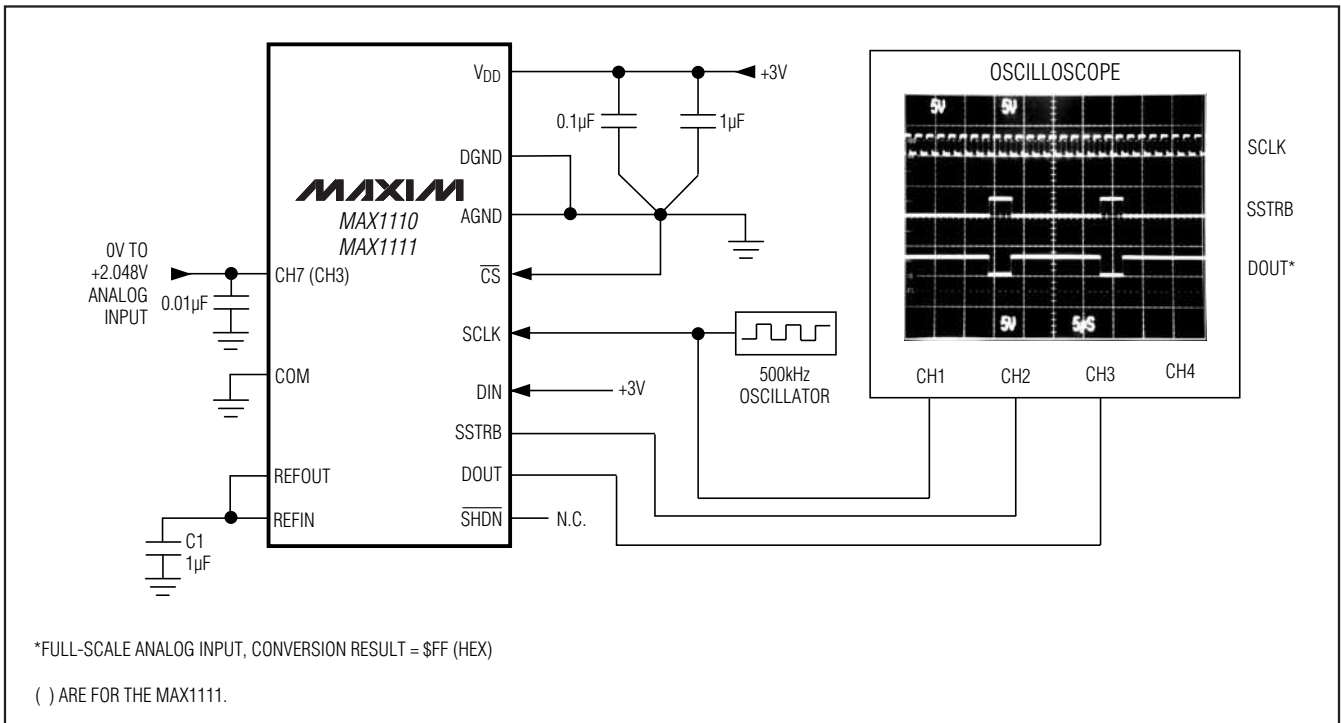 V_DD
+3V
0.1µF
1µF
DGND
MAXIM
MAX1110
MAX1111
AGND
0V TO
+2.048V
ANALOG
INPUT
0.01µF
CH7 (CH3)
CS
SCLK
COM
DIN
+3V
500kHz
OSCILLATOR
SSTRB
REFOUT
DOUT
REFIN
SHDN
N.C.
C1
1µF
OSCILLOSCOPE
5V
5V
SCLK
SSTRB
DOUT*
5V
5µS
CH1
CH2
CH3
CH4
*FULL-SCALE ANALOG INPUT, CONVERSION RESULT = $FF (HEX)
( ) ARE FOR THE MAX1111.